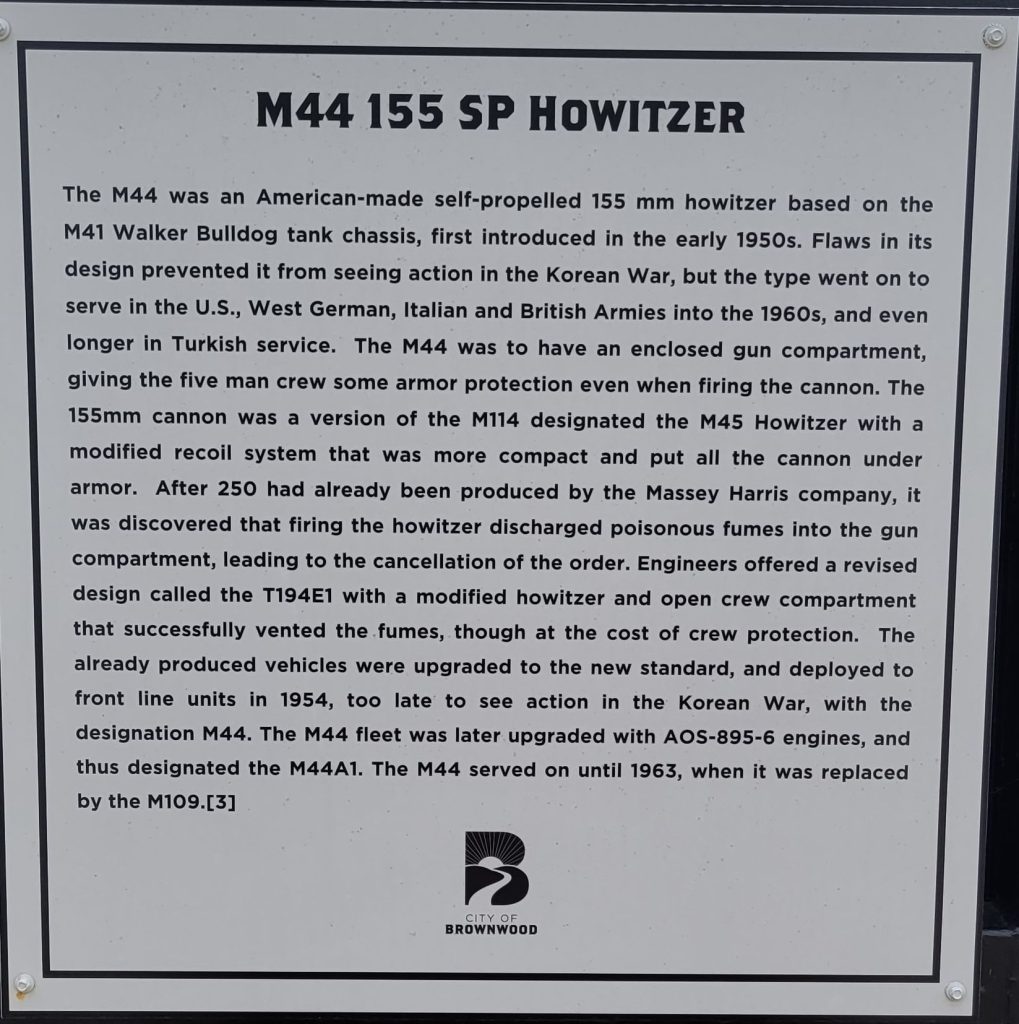 M44 155 SP HOWITZER
The M44 was an American-made self-propelled 155 mm howitzer based on the
M41 Walker Bulldog tank chassis, first introduced in the early 1950s. Flaws in its
design prevented it from seeing action in the Korean War, but the type went on to
serve in the U.S., West German, Italian and British Armies into the 1960s, and even
longer in Turkish service. The M44 was to have an enclosed gun compartment,
giving the five man crew some armor protection even when firing the cannon. The
155mm cannon was a version of the M114 designated the M45 Howitzer with a
modified recoil system that was more compact and put all the cannon under
armor. After 250 had already been produced by the Massey Harris company, it
was discovered that firing the howitzer discharged poisonous fumes into the gun
compartment, leading to the cancellation of the order. Engineers offered a revised
design called the T194E1 with a modified howitzer and open crew compartment
that successfully vented the fumes, though at the cost of crew protection. The
already produced vehicles were upgraded to the new standard, and deployed to
front line units in 1954, too late to see action in the Korean War, with the
designation M44. The M44 fleet was later upgraded with AOS-895-6 engines, and
thus designated the M44A1. The M44 served on until 1963, when it was replaced
by the M109.[3]
B
CITY OF
BROWNWOOD